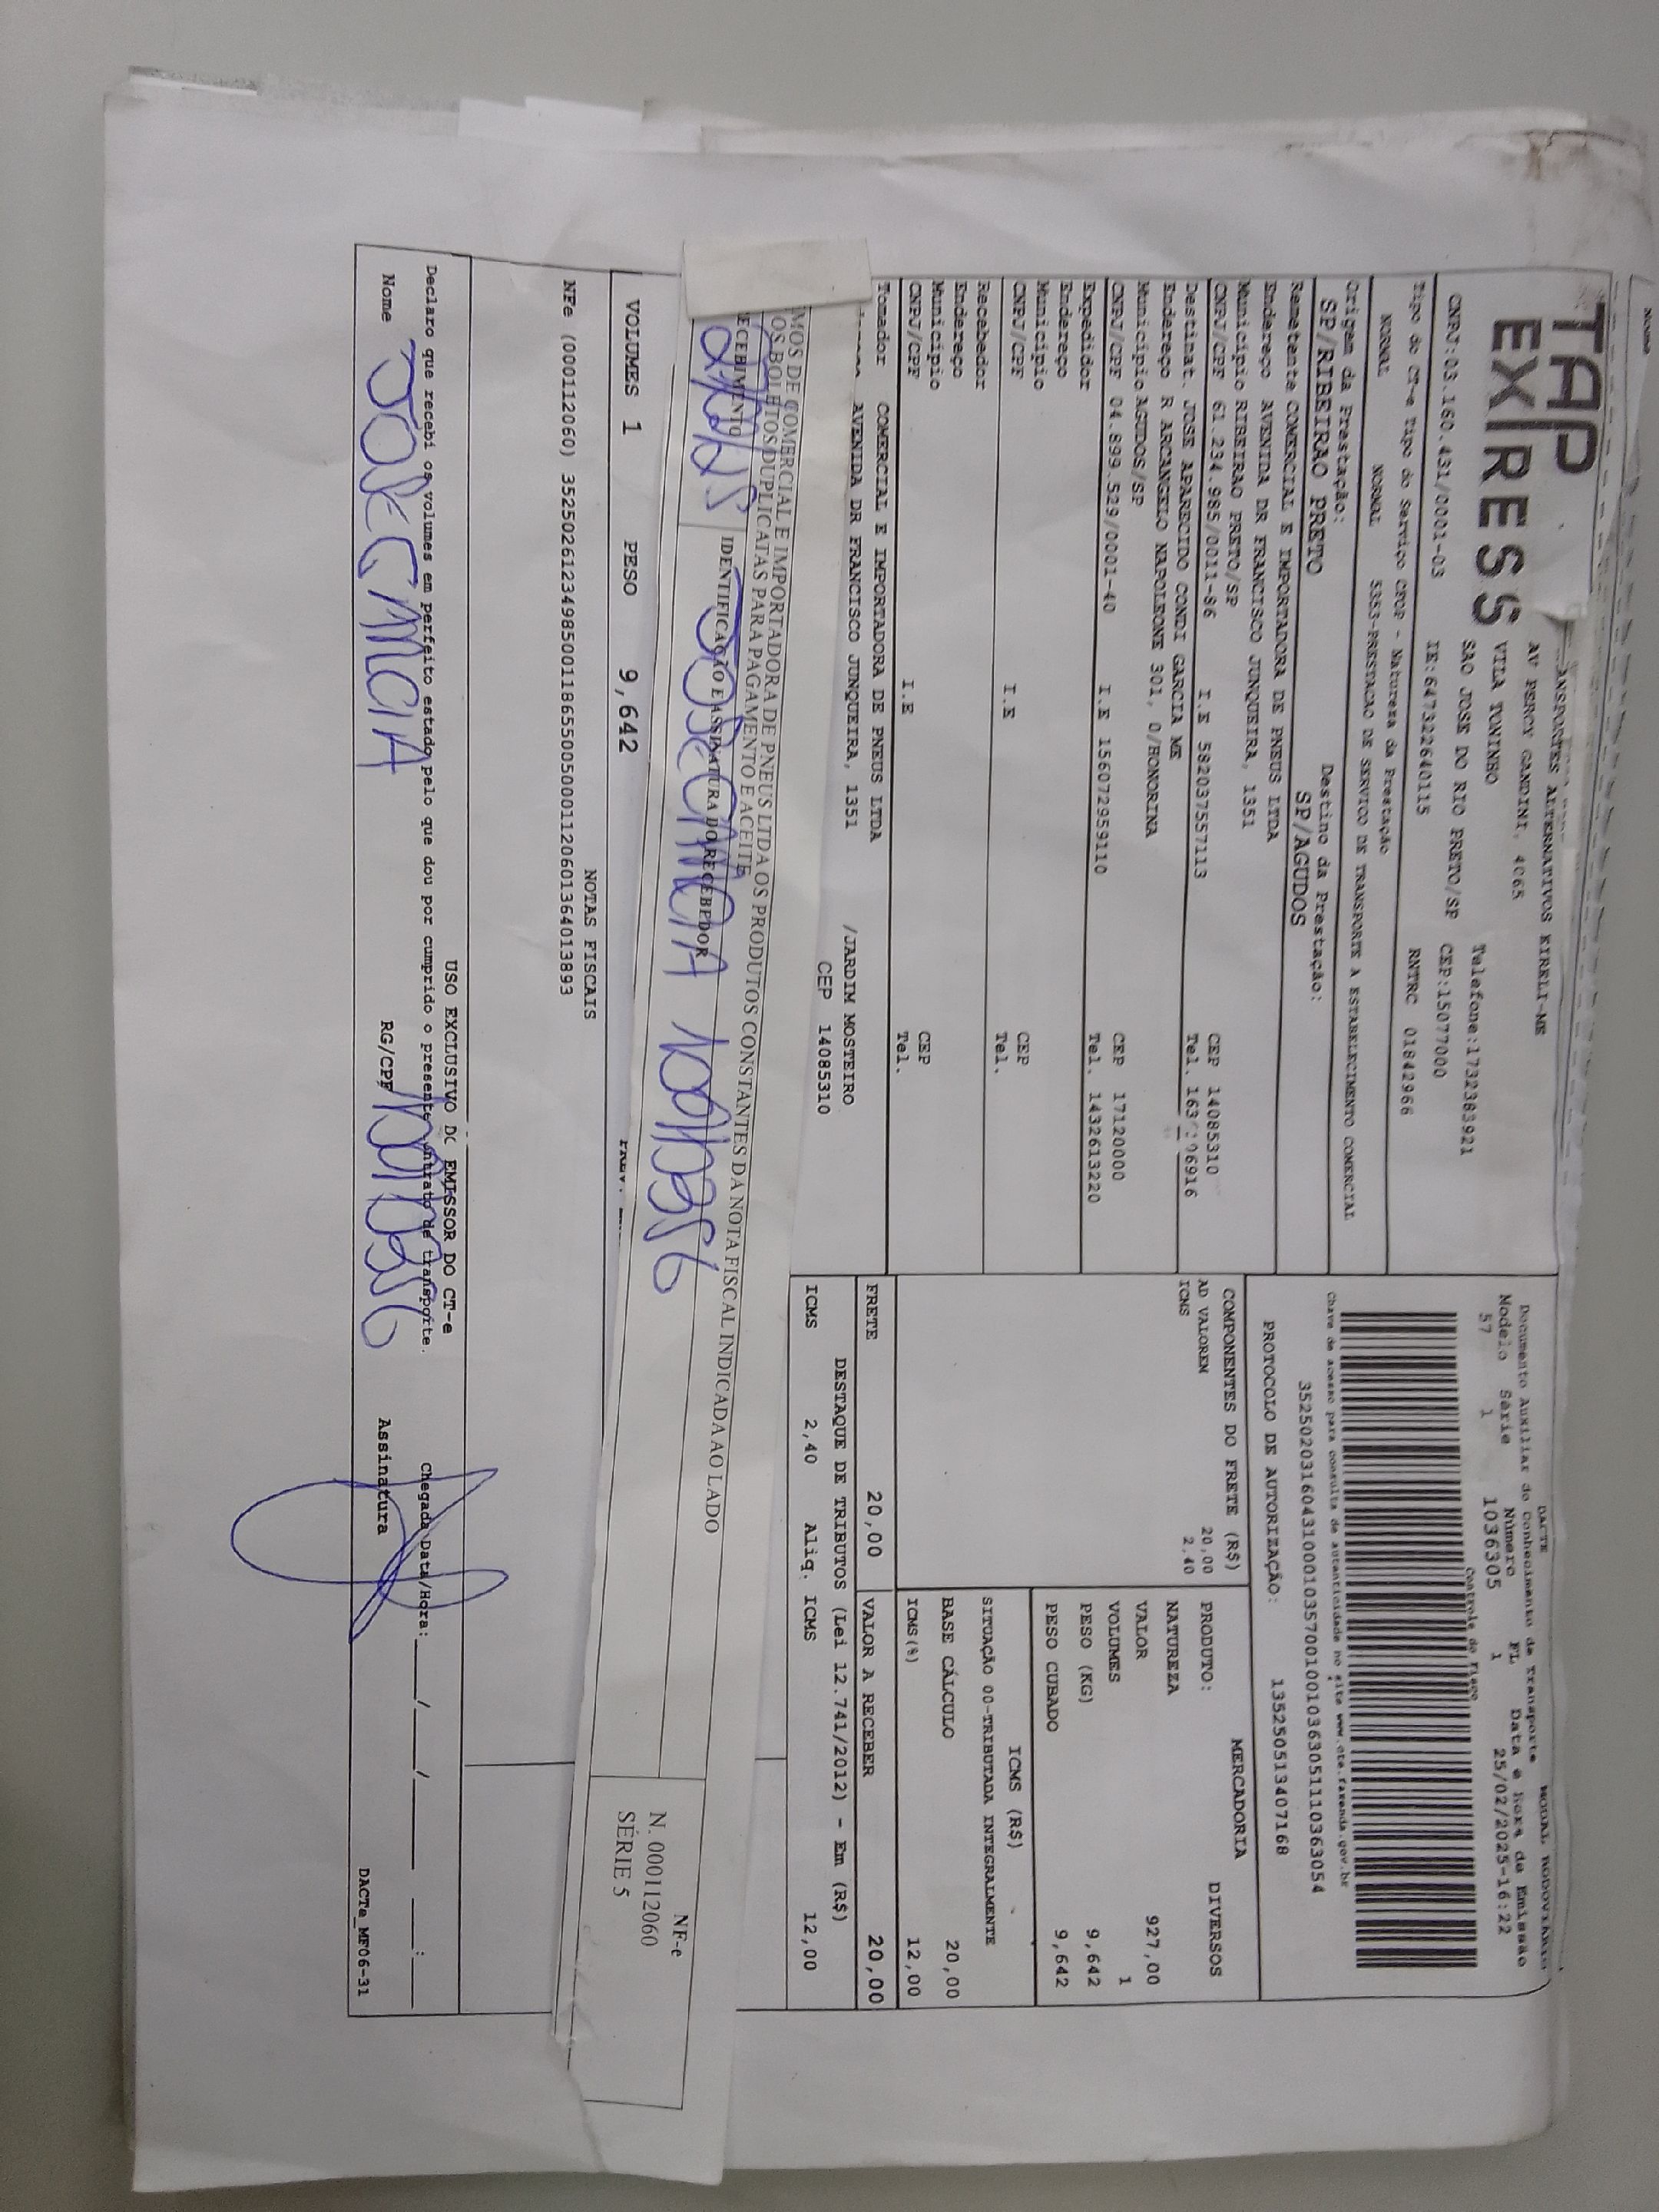 TAP
EXPRESS
TRANSPORTES ALTERNATIVOS EIRELI-ME
AV PERCY GANDINI, 4065
VILA TONINHO
SAO JOSE DO RIO PRETO/SP
Telefone:1732383921
CEP:15077000
CNPJ:03.160.431/0001-03 IE:647322640115 RNTRC 01842966
Tipo do CT-e Tipo do Serviço CFOP - Natureza da Prestação
NORMAL NORMAL 5353-PRESTACAO DE SERVICO DE TRANSPORTE A ESTABELECIMENTO COMERCIAL
Origem da Prestação: Destino da Prestação:
SP/RIBEIRAO PRETO SP/AGUDOS
Remetente COMERCIAL E IMPORTADORA DE PNEUS LTDA
Endereço AVENIDA DR FRANCISCO JUNQUEIRA, 1351
Município RIBEIRAO PRETO/SP CEP 14085310
CNPJ/CPF 61.234.985/0011-86 I.E 582037557113 Tel.
Destinat. JOSE APARECIDO CONDI GARCIA ME
Endereço R ARCANGELO NAPOLEONE 301, 0/HONORINA
Município AGUDOS/SP CEP 17120000
CNPJ/CPF 04.899.529/0001-40 I.E 156072959110 Tel. 1432613220
Expedidor
Endereço
Município CEP
CNPJ/CPF I.E Tel.
Recebedor
Endereço
Município CEP
CNPJ/CPF I.E Tel.
Tomador COMERCIAL E IMPORTADORA DE PNEUS LTDA
AVENIDA DR FRANCISCO JUNQUEIRA, 1351 /JARDIM MOSTEIRO
CEP 14085310
DACTE MODAL RODOVIARIO
Documento Auxiliar do Conhecimento de Transporte
Modelo Série Número FL Data e Hora de Emissão
57 1 1036305 1 25/02/2025-16:22
Controle do Fisco
Chave de acesso para consulta de autenticidade no site www.cte.fazenda.gov.br
35250203160431000103570010010363051110363054
PROTOCOLO DE AUTORIZAÇÃO: 135250513407168
COMPONENTES DO FRETE (R$)
AD VALOREM 20,00
ICMS 2,40
MERCADORIA
PRODUTO: DIVERSOS
NATUREZA
VALOR 927,00
VOLUMES 1
PESO (KG) 9,642
PESO CUBADO 9,642
ICMS (R$)
SITUAÇÃO 00-TRIBUTADA INTEGRALMENTE
BASE CÁLCULO 20,00
ICMS(%) 12,00
FRETE 20,00 VALOR A RECEBER 20,00
DESTAQUE DE TRIBUTOS (Lei 12.741/2012) - Em (R$)
ICMS 2,40 Aliq. ICMS 12,00
MOS DE COMERCIAL E IMPORTADORA DE PNEUS LTDA OS PRODUTOS CONSTANTES DA NOTA FISCAL INDICADA AO LADO
OS BOLETOS/DUPLICATAS PARA PAGAMENTO E ACEITE
RECEBIMENTO IDENTIFICAÇÃO E ASSINATURA DO RECEBEDOR
NF-e
N. 000112060
SÉRIE 5
VOLUMES 1 PESO 9,642
NOTAS FISCAIS
NFe (000112060) 35250261234985001186550050001120601364013893
USO EXCLUSIVO DO EMISSOR DO CT-e
Declaro que recebi os volumes em perfeito estado pelo que dou por cumprido o presente contrato de transporte. Chegada Data/Hora:____/____/____ ____:____
Nome RG/CPF Assinatura
DACTe_MF06-31